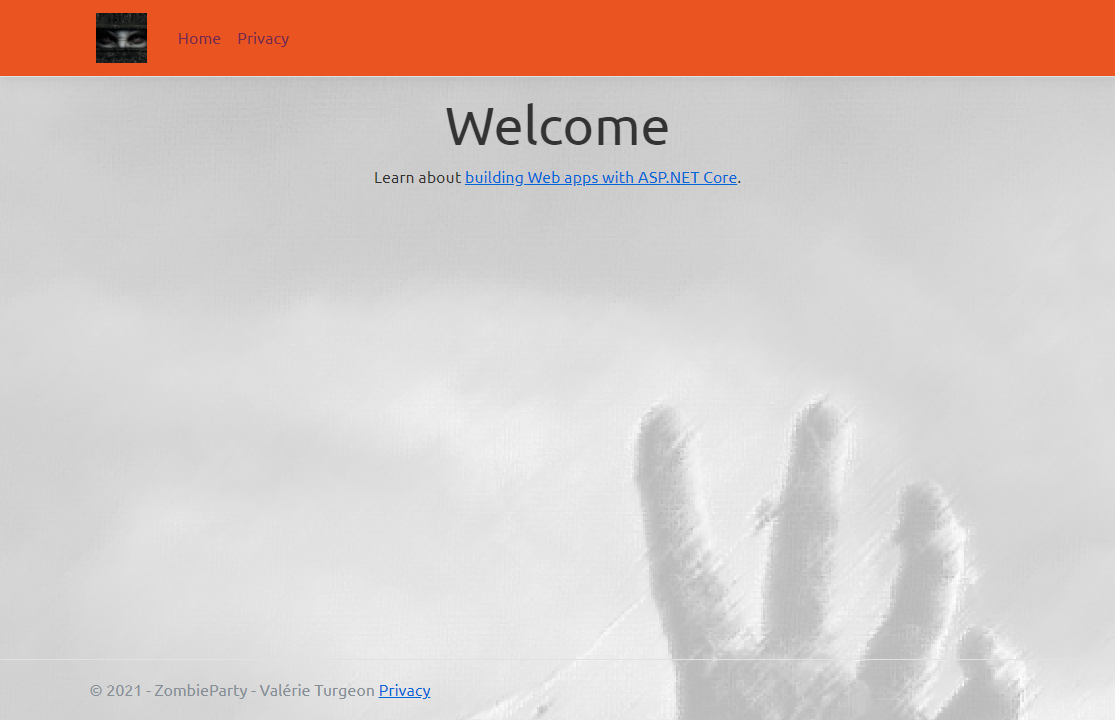 Home Privacy
Welcome
Learn about building Web apps with ASP.NET Core.
© 2021 - ZombieParty - Valérie Turgeon Privacy